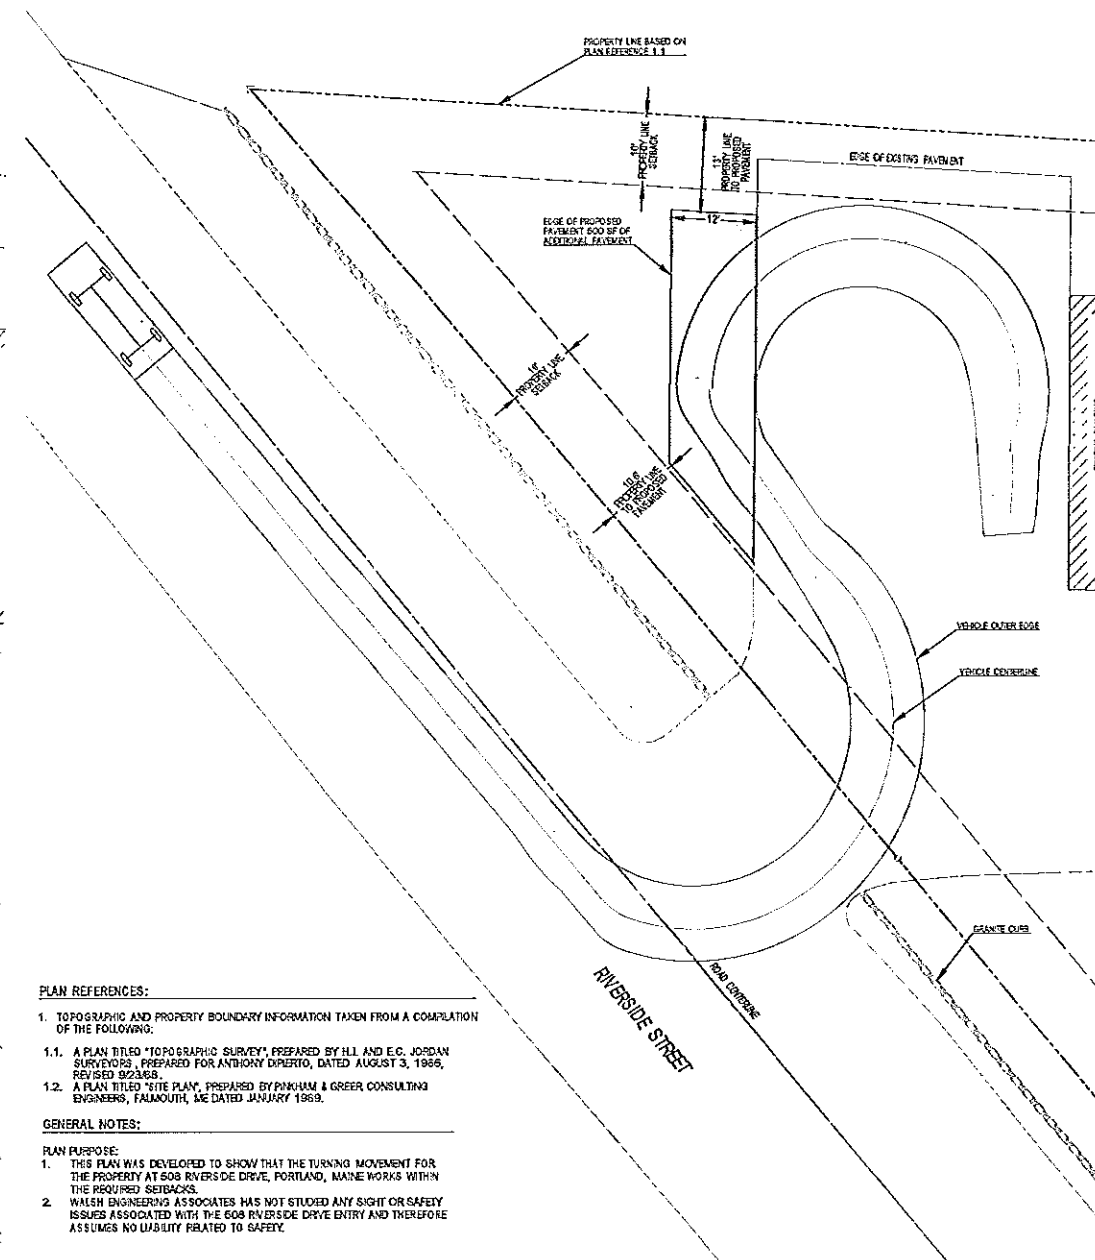 PROPERTY LINE BASED ON
PLAN REFERENCE 1.1
10'
PROPERTY LINE
SETBACK
13'
PROPERTY LINE
TO PROPOSED
PAVEMENT
EDGE OF EXISTING PAVEMENT
EDGE OF PROPOSED
PAVEMENT 600 SF OF
ADDITIONAL PAVEMENT
12'
10'
PROPERTY LINE
SETBACK
10.6'
PROPERTY LINE
TO PROPOSED
PAVEMENT
VEHICLE OUTER EDGE
VEHICLE CENTERLINE
GRANITE CURB
ROAD CENTERLINE
RIVERSIDE STREET
PLAN REFERENCES:
1. TOPOGRAPHIC AND PROPERTY BOUNDARY INFORMATION TAKEN FROM A COMPILATION
OF THE FOLLOWING:
1.1. A PLAN TITLED "TOPOGRAPHIC SURVEY", PREPARED BY H.I. AND E.C. JORDAN
SURVEYORS, PREPARED FOR ANTHONY DIPIERTO, DATED AUGUST 3, 1986,
REVISED 9/23/88.
1.2. A PLAN TITLED "SITE PLAN", PREPARED BY PINKHAM & GREER CONSULTING
ENGINEERS, FALMOUTH, ME DATED JANUARY 1989.
GENERAL NOTES:
PLAN PURPOSE:
1. THIS PLAN WAS DEVELOPED TO SHOW THAT THE TURNING MOVEMENT FOR
THE PROPERTY AT 508 RIVERSIDE DRIVE, PORTLAND, MAINE WORKS WITHIN
THE REQUIRED SETBACKS.
2. WALSH ENGINEERING ASSOCIATES HAS NOT STUDIED ANY SIGHT OR SAFETY
ISSUES ASSOCIATED WITH THE 508 RIVERSIDE DRIVE ENTRY AND THEREFORE
ASSUMES NO LIABILITY RELATED TO SAFETY.